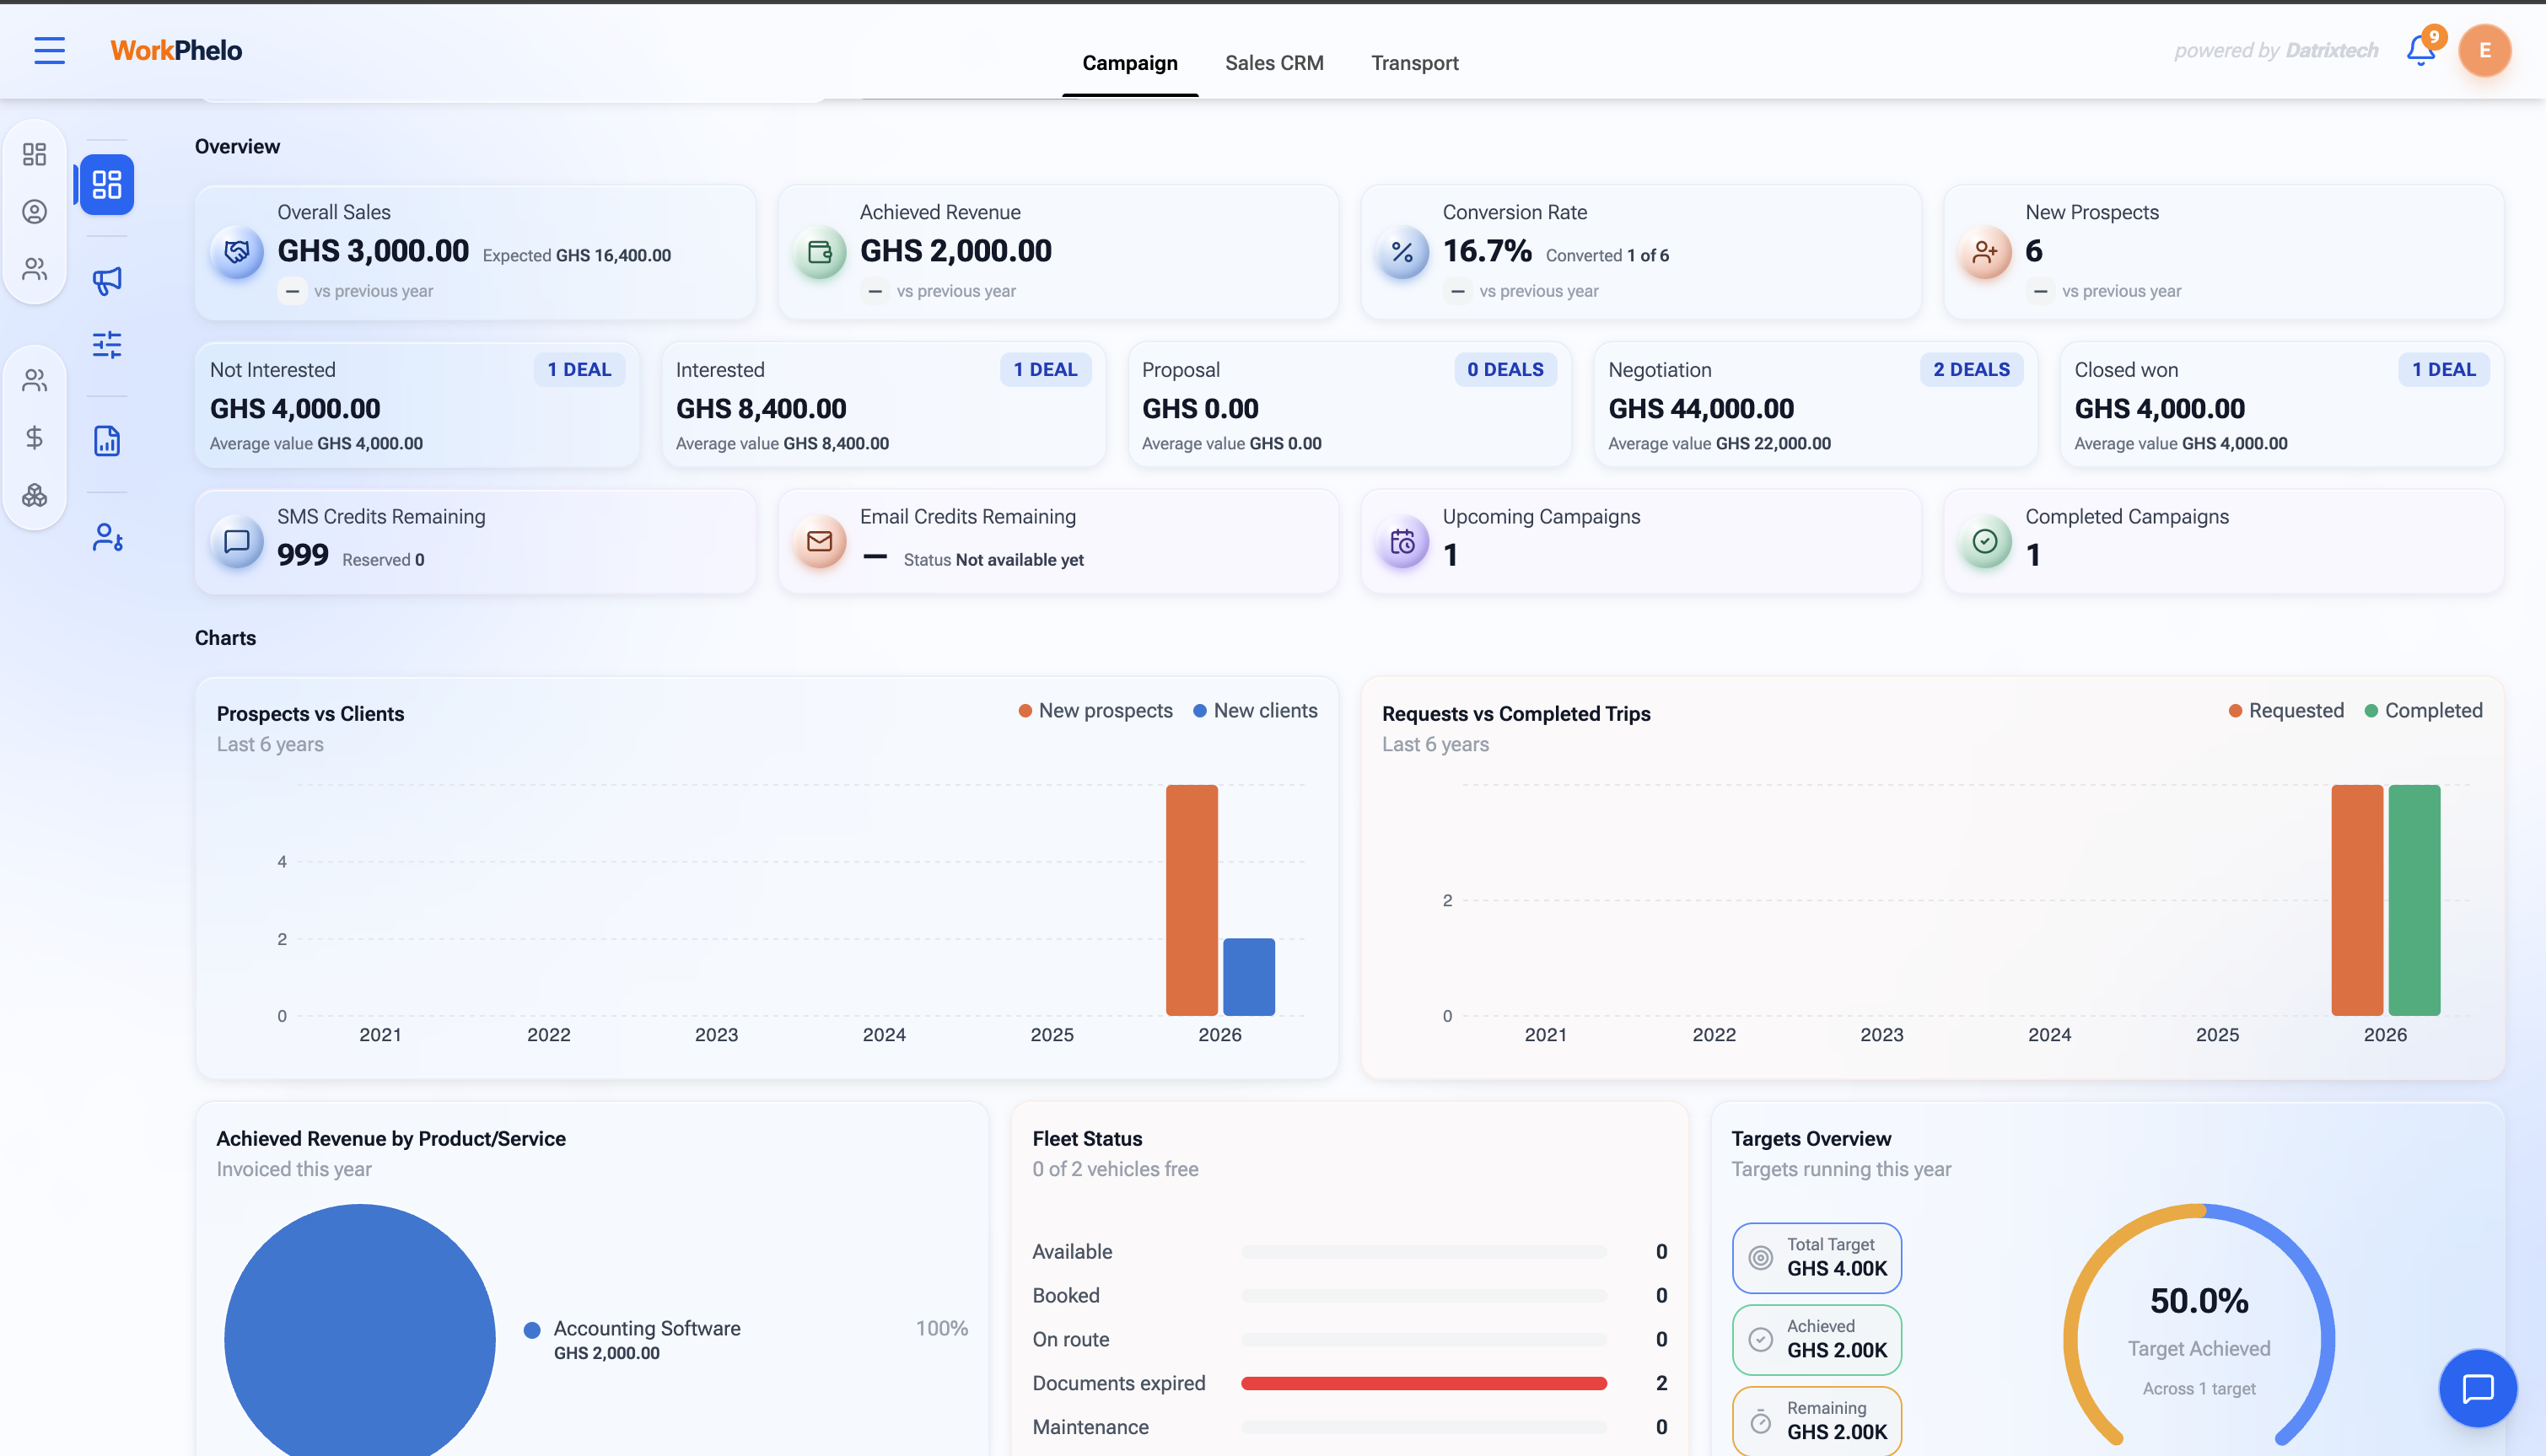 WorkPhelo
Campaign
Sales CRM
Transport
powered by Datrixtech
9
E
Overview
Overall Sales
GHS 3,000.00 Expected GHS 16,400.00
— vs previous year
Achieved Revenue
GHS 2,000.00
— vs previous year
Conversion Rate
16.7% Converted 1 of 6
— vs previous year
New Prospects
6
— vs previous year
Not Interested 1 DEAL
GHS 4,000.00
Average value GHS 4,000.00
Interested 1 DEAL
GHS 8,400.00
Average value GHS 8,400.00
Proposal 0 DEALS
GHS 0.00
Average value GHS 0.00
Negotiation 2 DEALS
GHS 44,000.00
Average value GHS 22,000.00
Closed won 1 DEAL
GHS 4,000.00
Average value GHS 4,000.00
SMS Credits Remaining
999 Reserved 0
Email Credits Remaining
— Status Not available yet
Upcoming Campaigns
1
Completed Campaigns
1
Charts
Prospects vs Clients
Last 6 years
New prospects New clients
4
2
0
2021 2022 2023 2024 2025 2026
Requests vs Completed Trips
Last 6 years
Requested Completed
2
0
2021 2022 2023 2024 2025 2026
Achieved Revenue by Product/Service
Invoiced this year
Accounting Software 100%
GHS 2,000.00
Fleet Status
0 of 2 vehicles free
Available 0
Booked 0
On route 0
Documents expired 2
Maintenance 0
Targets Overview
Targets running this year
Total Target
GHS 4.00K
Achieved
GHS 2.00K
Remaining
GHS 2.00K
50.0%
Target Achieved
Across 1 target